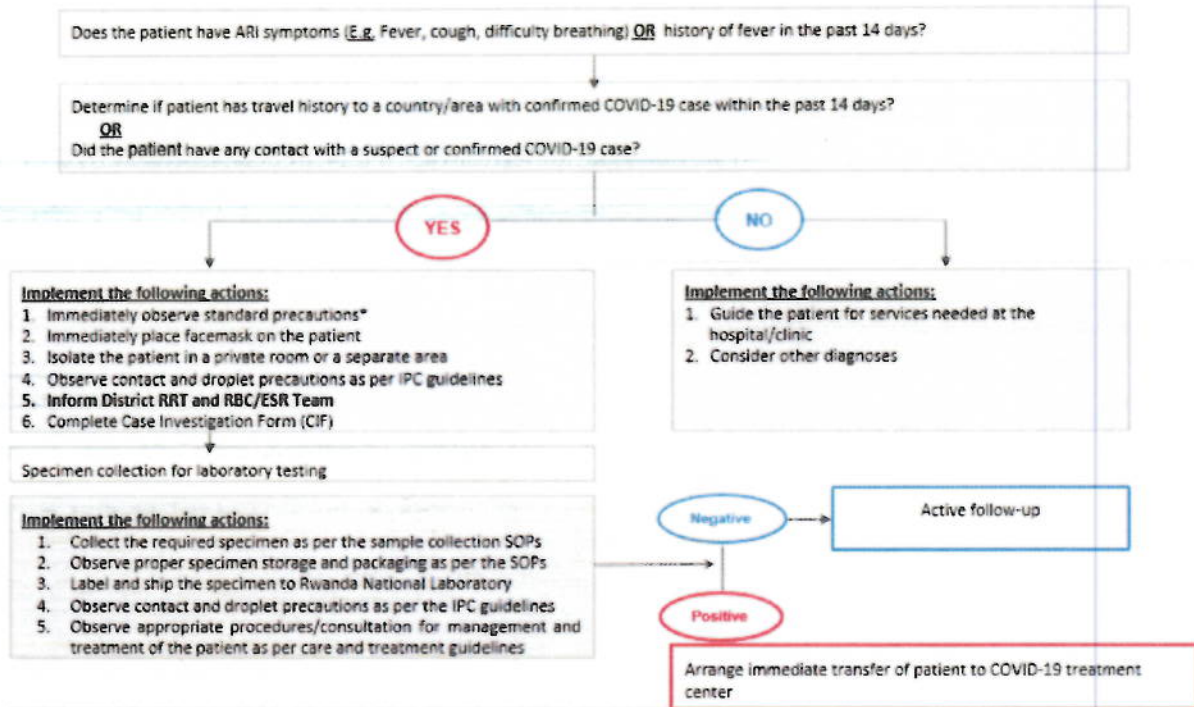 Does the patient have ARI symptoms (E.g. Fever, cough, difficulty breathing) OR history of fever in the past 14 days?
Determine if patient has travel history to a country/area with confirmed COVID-19 case within the past 14 days?
OR
Did the patient have any contact with a suspect or confirmed COVID-19 case?
YES
NO
Implement the following actions:
1. Immediately observe standard precautions*
2. Immediately place facemask on the patient
3. Isolate the patient in a private room or a separate area
4. Observe contact and droplet precautions as per IPC guidelines
5. Inform District RRT and RBC/ESR Team
6. Complete Case Investigation Form (CIF)
Implement the following actions:
1. Guide the patient for services needed at the
hospital/clinic
2. Consider other diagnoses
Specimen collection for laboratory testing
Implement the following actions:
1. Collect the required specimen as per the sample collection SOPs
2. Observe proper specimen storage and packaging as per the SOPs
3. Label and ship the specimen to Rwanda National Laboratory
4. Observe contact and droplet precautions as per the IPC guidelines
5. Observe appropriate procedures/consultation for management and
treatment of the patient as per care and treatment guidelines
Negative
Active follow-up
Positive
Arrange immediate transfer of patient to COVID-19 treatment
center